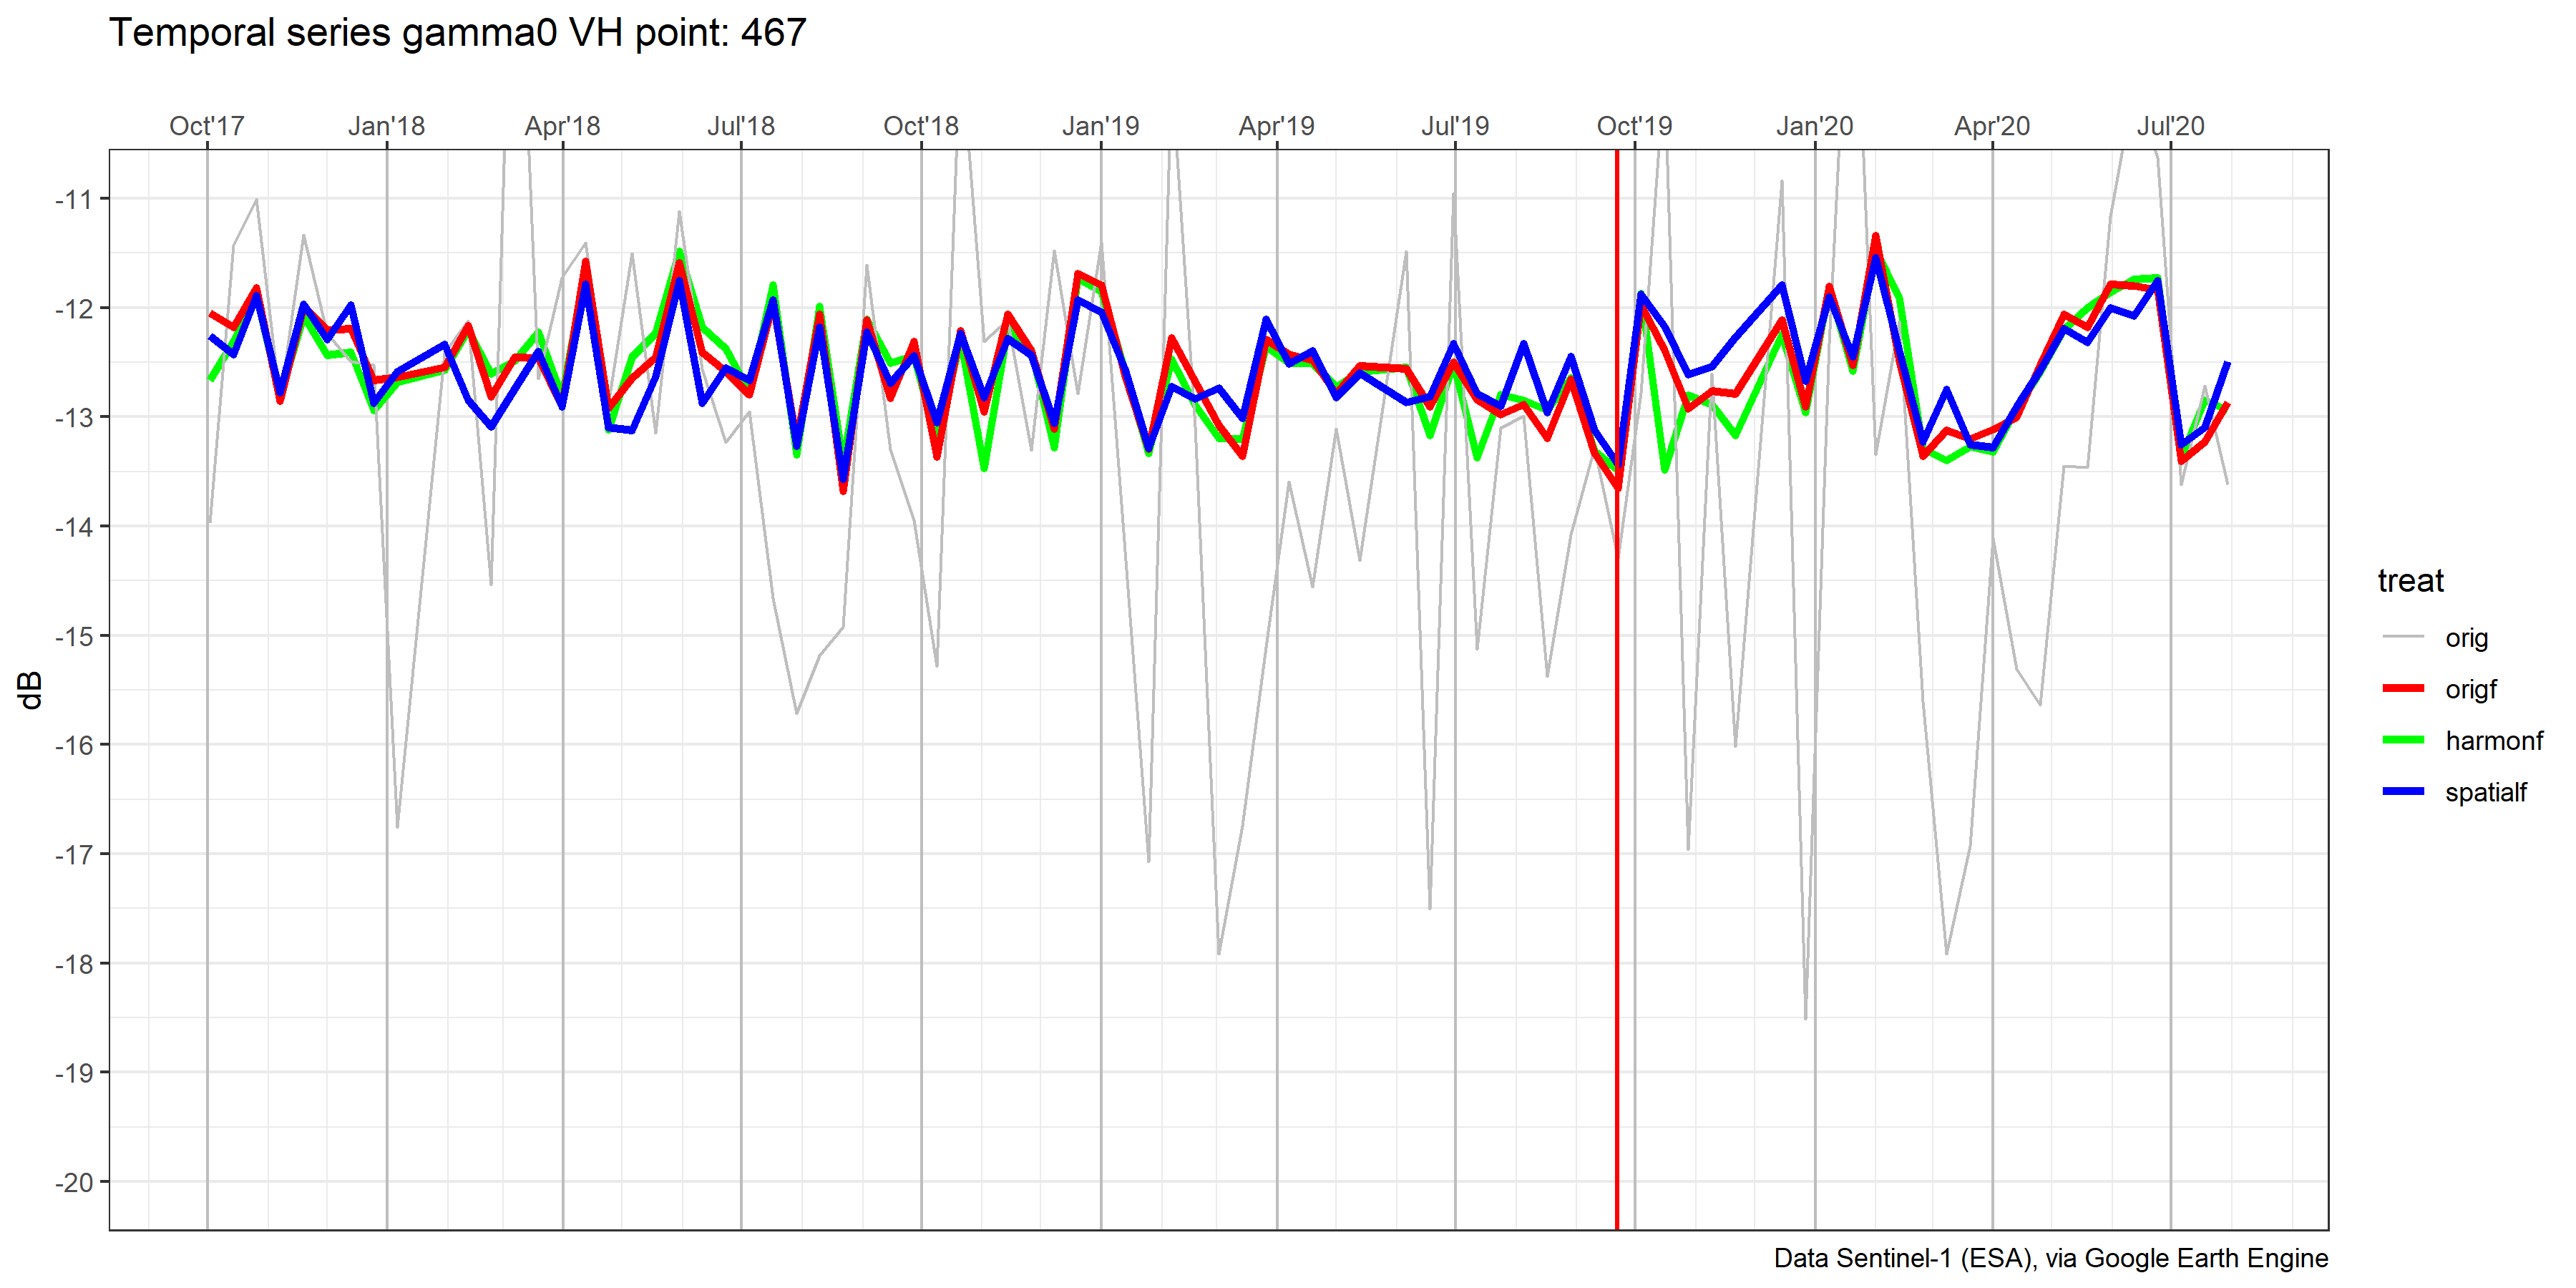 Temporal series gamma0 VH point: 467
Oct'17 Jan'18 Apr'18 Jul'18 Oct'18 Jan'19 Apr'19 Jul'19 Oct'19 Jan'20 Apr'20 Jul'20
-11
-12
-13
-14
-15
-16
-17
-18
-19
-20
dB
treat
orig
origf
harmonf
spatialf
Data Sentinel-1 (ESA), via Google Earth Engine